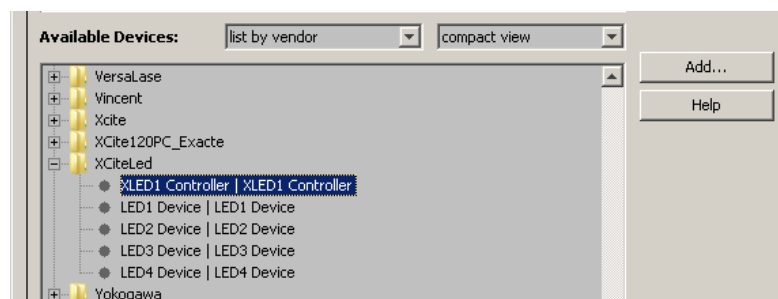 Available Devices: list by vendor compact view
Add...
VersaLase
Vincent
Help
Xcite
XCite120PC_Exacte
XCiteLed
XLED1 Controller | XLED1 Controller
LED1 Device | LED1 Device
LED2 Device | LED2 Device
LED3 Device | LED3 Device
LED4 Device | LED4 Device
Yokogawa